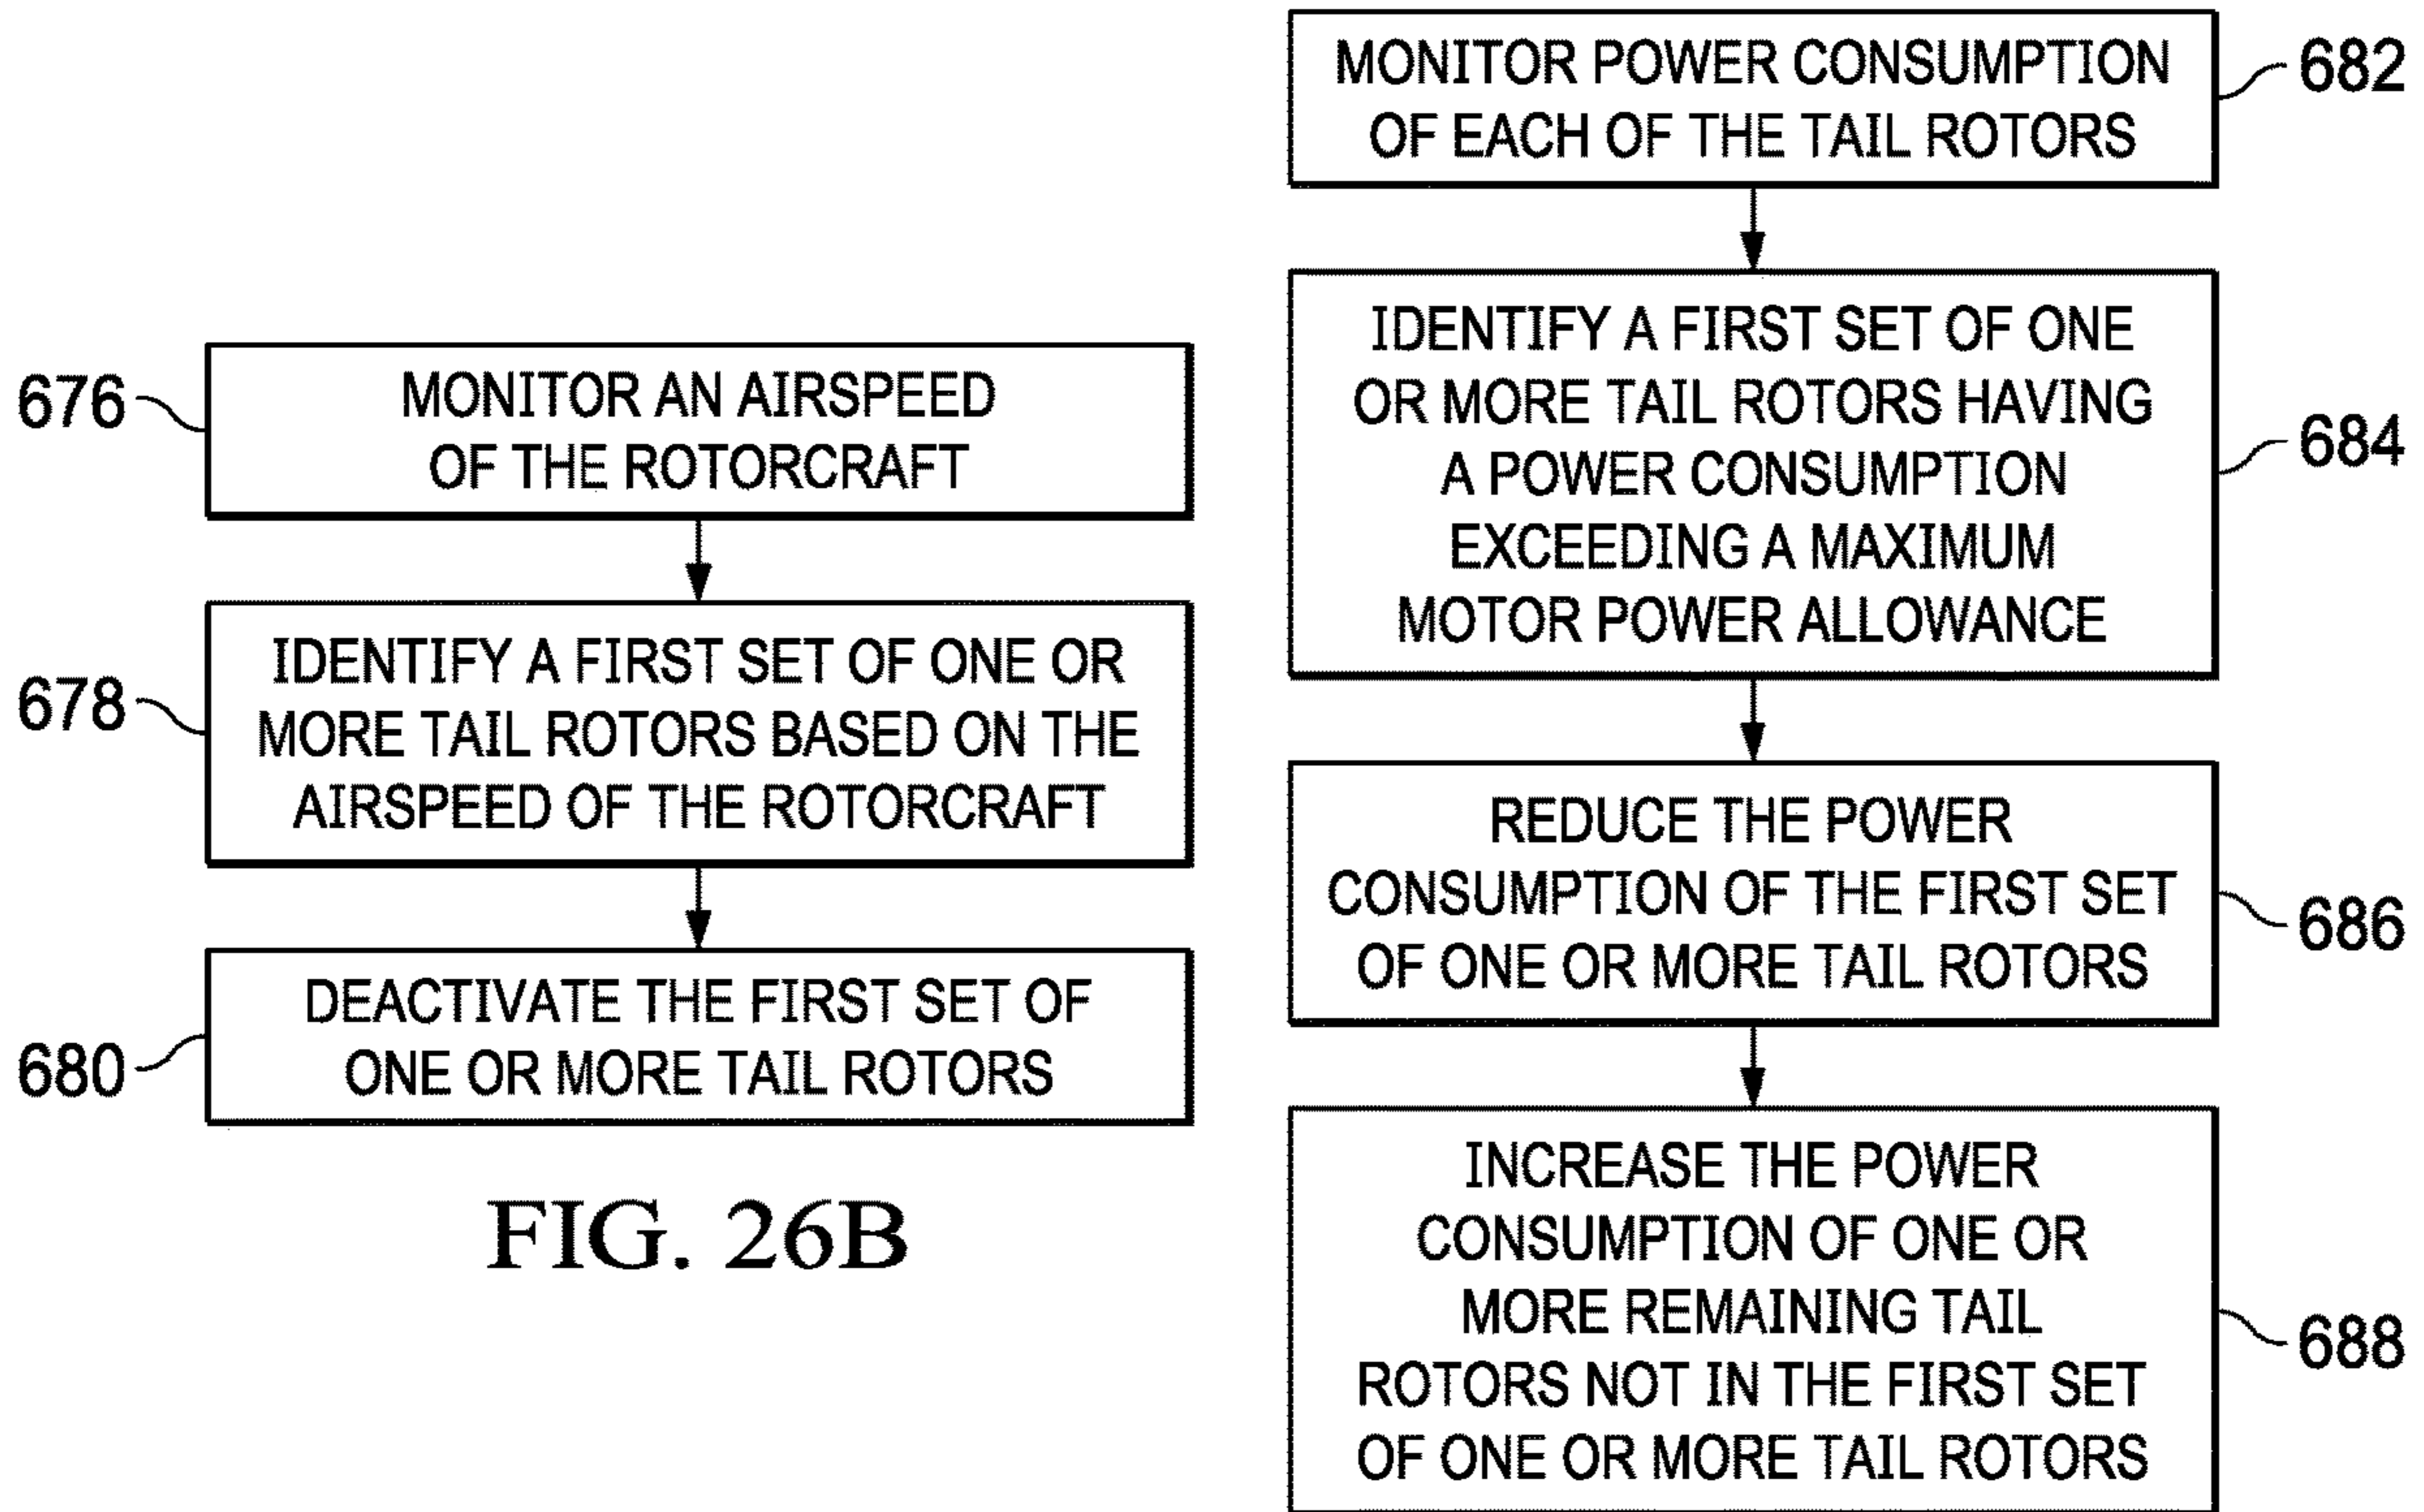 676
MONITOR AN AIRSPEED
OF THE ROTORCRAFT
678
IDENTIFY A FIRST SET OF ONE OR
MORE TAIL ROTORS BASED ON THE
AIRSPEED OF THE ROTORCRAFT
680
DEACTIVATE THE FIRST SET OF
ONE OR MORE TAIL ROTORS
FIG. 26B
MONITOR POWER CONSUMPTION
OF EACH OF THE TAIL ROTORS
682
IDENTIFY A FIRST SET OF ONE
OR MORE TAIL ROTORS HAVING
A POWER CONSUMPTION
EXCEEDING A MAXIMUM
MOTOR POWER ALLOWANCE
684
REDUCE THE POWER
CONSUMPTION OF THE FIRST SET
OF ONE OR MORE TAIL ROTORS
686
INCREASE THE POWER
CONSUMPTION OF ONE OR
MORE REMAINING TAIL
ROTORS NOT IN THE FIRST SET
OF ONE OR MORE TAIL ROTORS
688